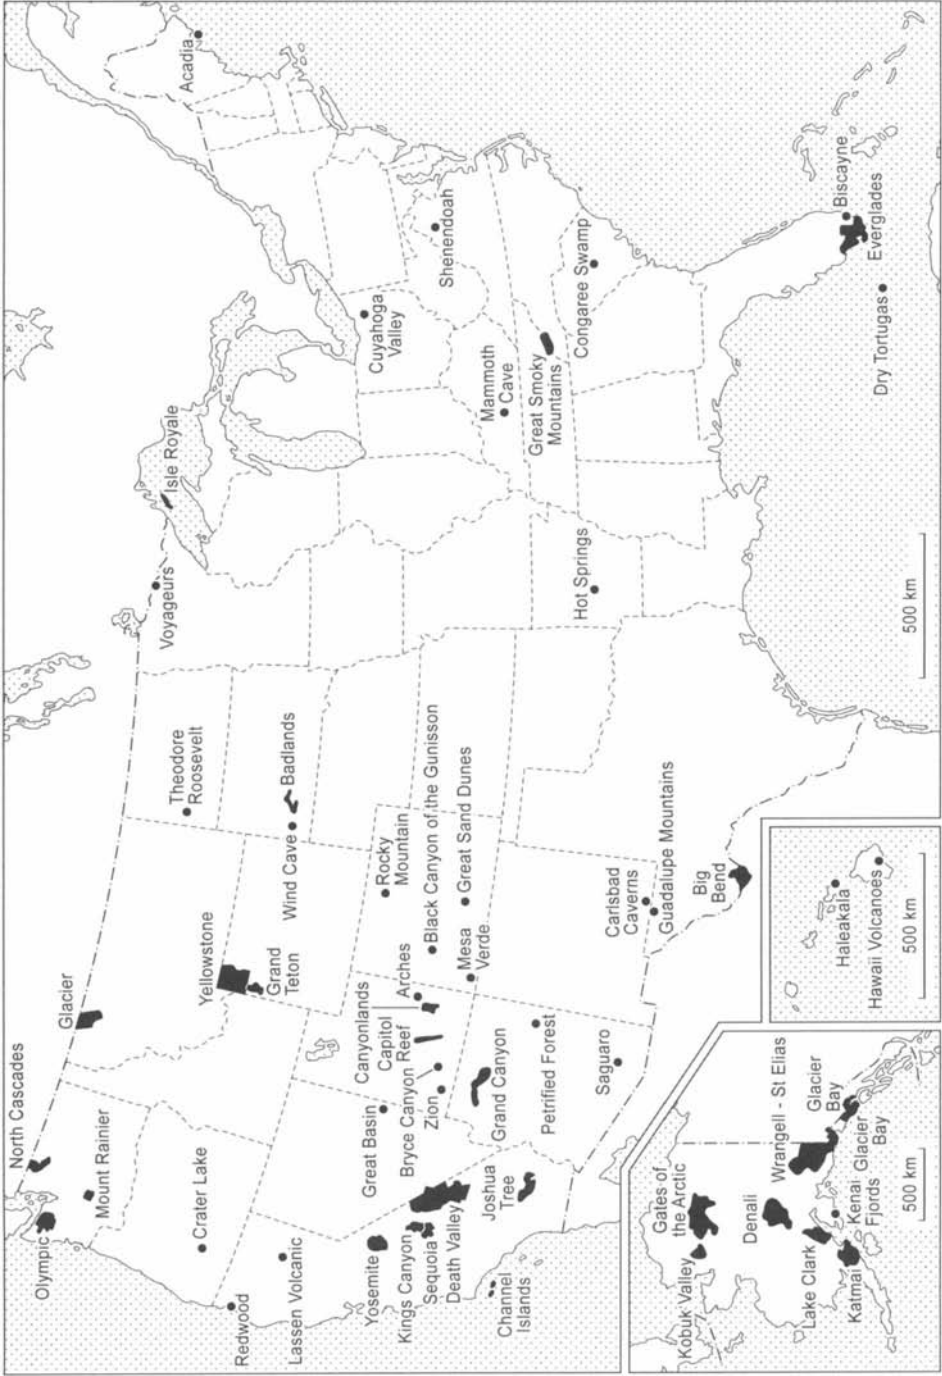 North Cascades
Olympic
Mount Rainier
Glacier
Crater Lake
Redwood
Lassen Volcanic
Yellowstone
Grand
Teton
Theodore
Roosevelt
Wind Cave
Badlands
Voyageurs
Isle Royale
Acadia
Yosemite
Kings Canyon
Sequoia
Death Valley
Great Basin
Bryce Canyon
Zion
Canyonlands
Capitol
Reef
Arches
Rocky
Mountain
Black Canyon of the Gunisson
Great Sand Dunes
Mesa
Verde
Cuyahoga
Valley
Shenendoah
Mammoth
Cave
Great Smoky
Mountains
Congaree Swamp
Hot Springs
Channel
Islands
Joshua
Tree
Grand Canyon
Petrified Forest
Saguaro
Carlsbad
Caverns
Guadalupe Mountains
Big
Bend
Biscayne
Everglades
Dry Tortugas
500 km
Kobuk Valley
Gates of
the Arctic
Denali
Lake Clark
Katmai
Kenai
Fjords
Wrangell - St Elias
Glacier
Bay
Glacier
Bay
500 km
Haleakala
Hawaii Volcanoes
500 km